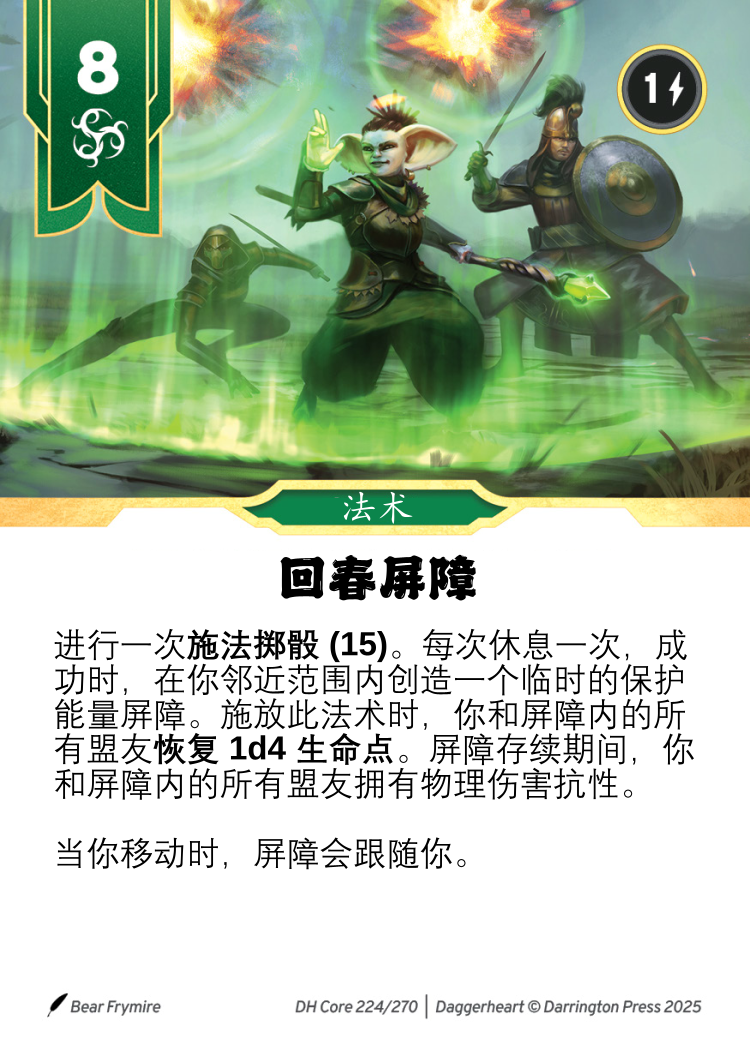 8
1
法术
回春屏障
进行一次施法掷骰 (15)。每次休息一次，成
功时，在你邻近范围内创造一个临时的保护
能量屏障。施放此法术时，你和屏障内的所
有盟友恢复 1d4 生命点。屏障存续期间，你
和屏障内的所有盟友拥有物理伤害抗性。
当你移动时，屏障会跟随你。
Bear Frymire
DH Core 224/270 | Daggerheart © Darrington Press 2025